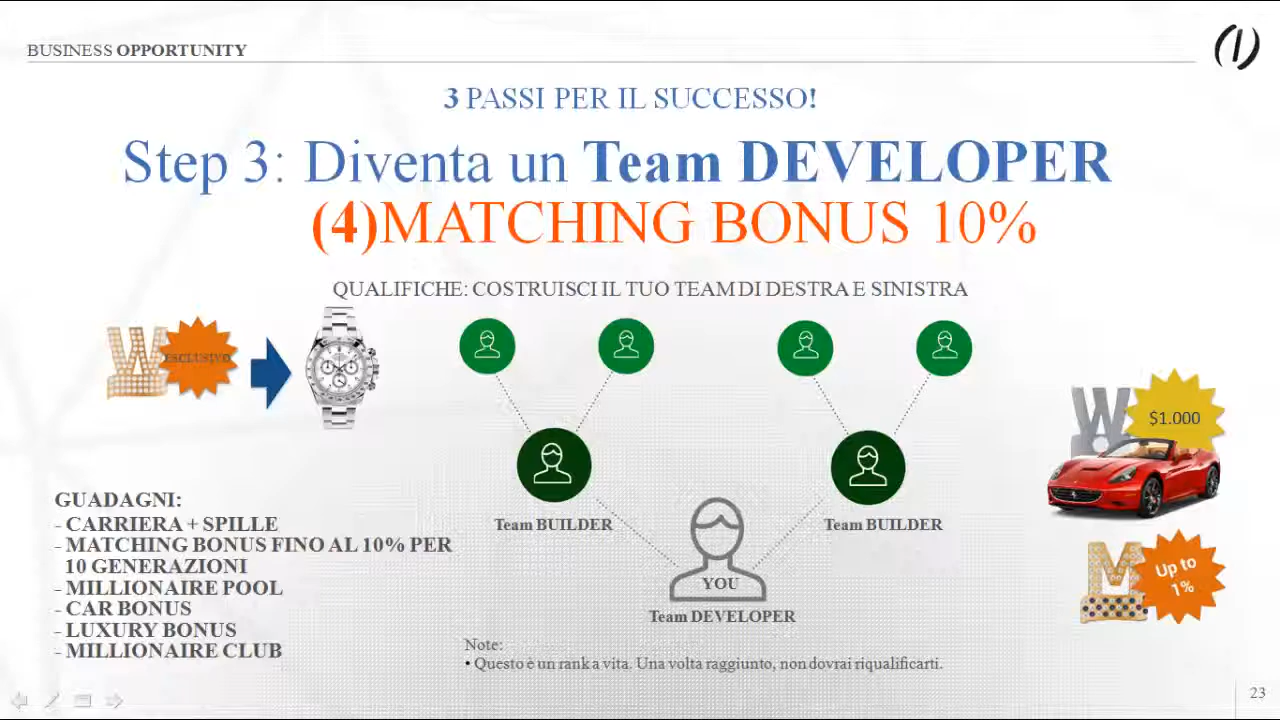 BUSINESS OPPORTUNITY
3 PASSI PER IL SUCCESSO!
Step 3: Diventa un Team DEVELOPER
(4)MATCHING BONUS 10%
QUALIFICHE: COSTRUISCI IL TUO TEAM DI DESTRA E SINISTRA
ESCLUSIVO
$1.000
GUADAGNI:
- CARRIERA + SPILLE
- MATCHING BONUS FINO AL 10% PER
10 GENERAZIONI
- MILLIONAIRE POOL
- CAR BONUS
- LUXURY BONUS
- MILLIONAIRE CLUB
Team BUILDER
Team BUILDER
YOU
Team DEVELOPER
Up to
1%
Note:
• Questo è un rank a vita. Una volta raggiunto, non dovrai riqualificarti.
23